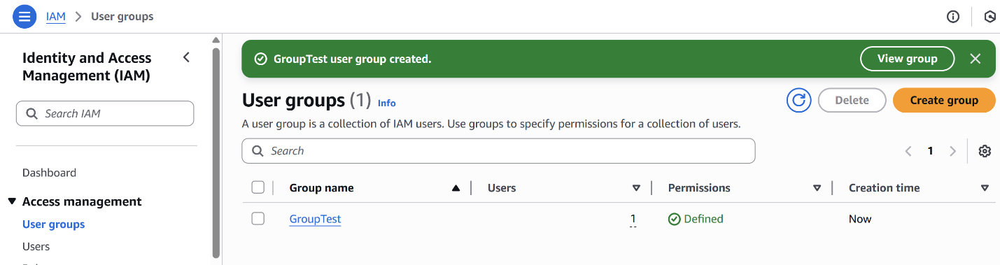 IAM > User groups
Identity and Access
Management (IAM)
Search IAM
Dashboard
Access management
User groups
Users
GroupTest user group created.
View group
User groups (1) Info
Delete
Create group
A user group is a collection of IAM users. Use groups to specify permissions for a collection of users.
Search
1
Group name Users Permissions Creation time
GroupTest 1 Defined Now